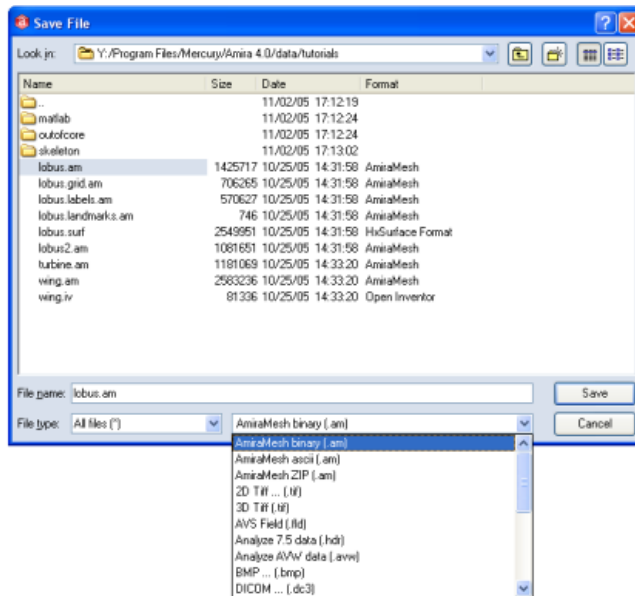 Save File
Look in: Y:/Program Files/Mercury/Amira 4.0/data/tutorials
Name Size Date Format
.. 11/02/05 17:12:19
matlab 11/02/05 17:12:24
outofcore 11/02/05 17:12:24
skeleton 11/02/05 17:13:02
lobus.am 1425717 10/25/05 14:31:58 AmiraMesh
lobus.grid.am 706265 10/25/05 14:31:58 AmiraMesh
lobus.labels.am 570627 10/25/05 14:31:58 AmiraMesh
lobus.landmarks.am 746 10/25/05 14:31:58 AmiraMesh
lobus.surf 2549951 10/25/05 14:31:58 HxSurface Format
lobus2.am 1081651 10/25/05 14:31:58 AmiraMesh
turbine.am 1181069 10/25/05 14:33:20 AmiraMesh
wing.am 2583236 10/25/05 14:33:20 AmiraMesh
wing.iv 81336 10/25/05 14:33:20 Open Inventor
File name: lobus.am Save
File type: All files (*) AmiraMesh binary (.am) Cancel
AmiraMesh binary (.am)
AmiraMesh ascii (.am)
AmiraMesh ZIP (.am)
2D Tiff ... (.tif)
3D Tiff (.tif)
AVS Field (.fld)
Analyze 7.5 data (.hdr)
Analyze AVW data (.avw)
BMP ... (.bmp)
DICOM ... (.dc3)